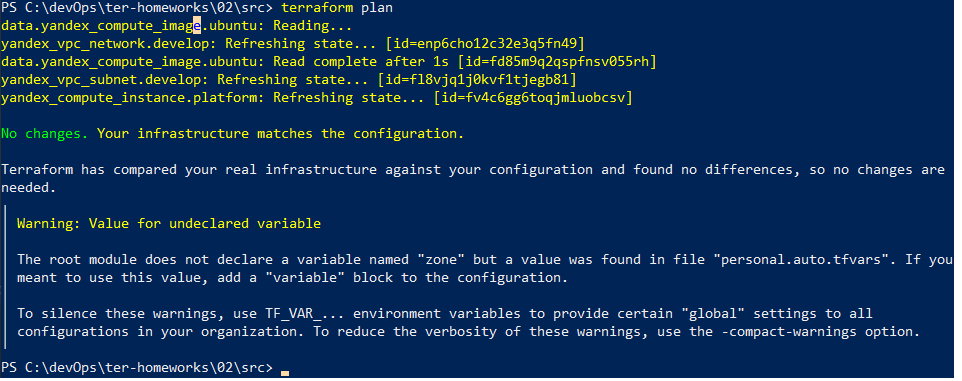 PS C:\devOps\ter-homeworks\02\src> terraform plan
data.yandex_compute_image.ubuntu: Reading...
yandex_vpc_network.develop: Refreshing state... [id=enp6cho12c32e3q5fn49]
data.yandex_compute_image.ubuntu: Read complete after 1s [id=fd85m9q2qspfnsv055rh]
yandex_vpc_subnet.develop: Refreshing state... [id=fl8vjq1j0kvf1tjegb81]
yandex_compute_instance.platform: Refreshing state... [id=fv4c6gg6toqjmluobcsv]
No changes. Your infrastructure matches the configuration.
Terraform has compared your real infrastructure against your configuration and found no differences, so no changes are
needed.
Warning: Value for undeclared variable
The root module does not declare a variable named "zone" but a value was found in file "personal.auto.tfvars". If you
meant to use this value, add a "variable" block to the configuration.
To silence these warnings, use TF_VAR_... environment variables to provide certain "global" settings to all
configurations in your organization. To reduce the verbosity of these warnings, use the -compact-warnings option.
PS C:\devOps\ter-homeworks\02\src>